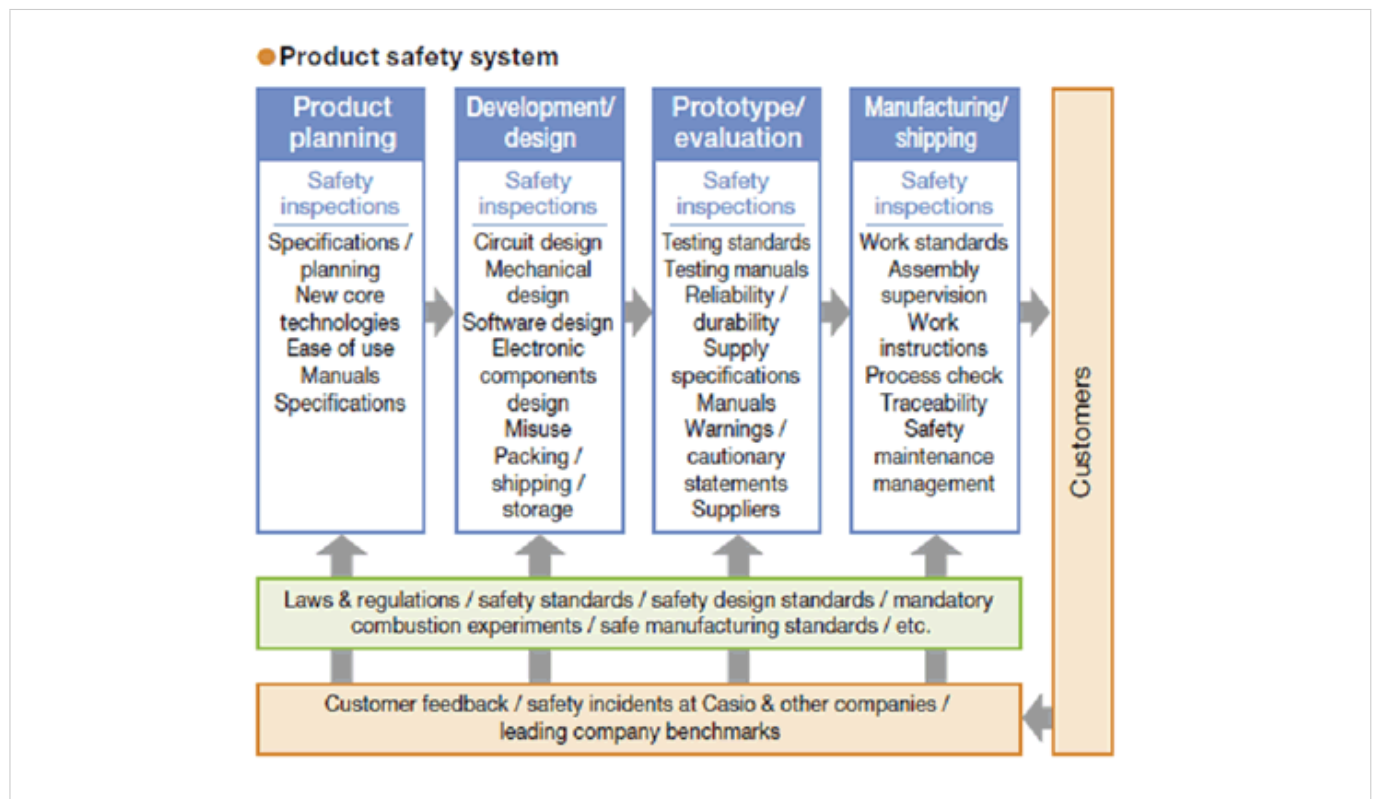 Product safety system
Product
planning
Safety
inspections
Specifications /
planning
New core
technologies
Ease of use
Manuals
Specifications
Development/
design
Safety
inspections
Circuit design
Mechanical
design
Software design
Electronic
components
design
Misuse
Packing /
shipping /
storage
Prototype/
evaluation
Safety
inspections
Testing standards
Testing manuals
Reliability /
durability
Supply
specifications
Manuals
Warnings /
cautionary
statements
Suppliers
Manufacturing/
shipping
Safety
inspections
Work standards
Assembly
supervision
Work
instructions
Process check
Traceability
Safety
maintenance
management
Customers
Laws & regulations / safety standards / safety design standards / mandatory
combustion experiments / safe manufacturing standards / etc.
Customer feedback / safety incidents at Casio & other companies /
leading company benchmarks